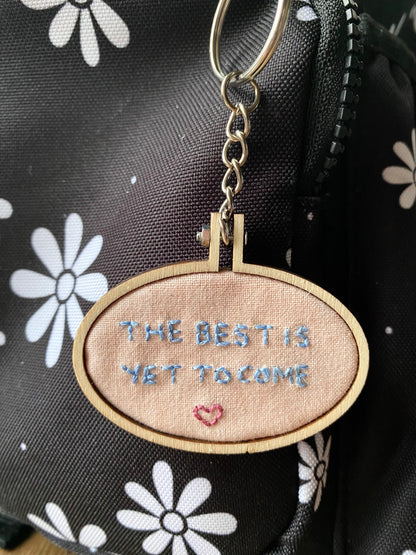 THE BEST IS
YET TO COME